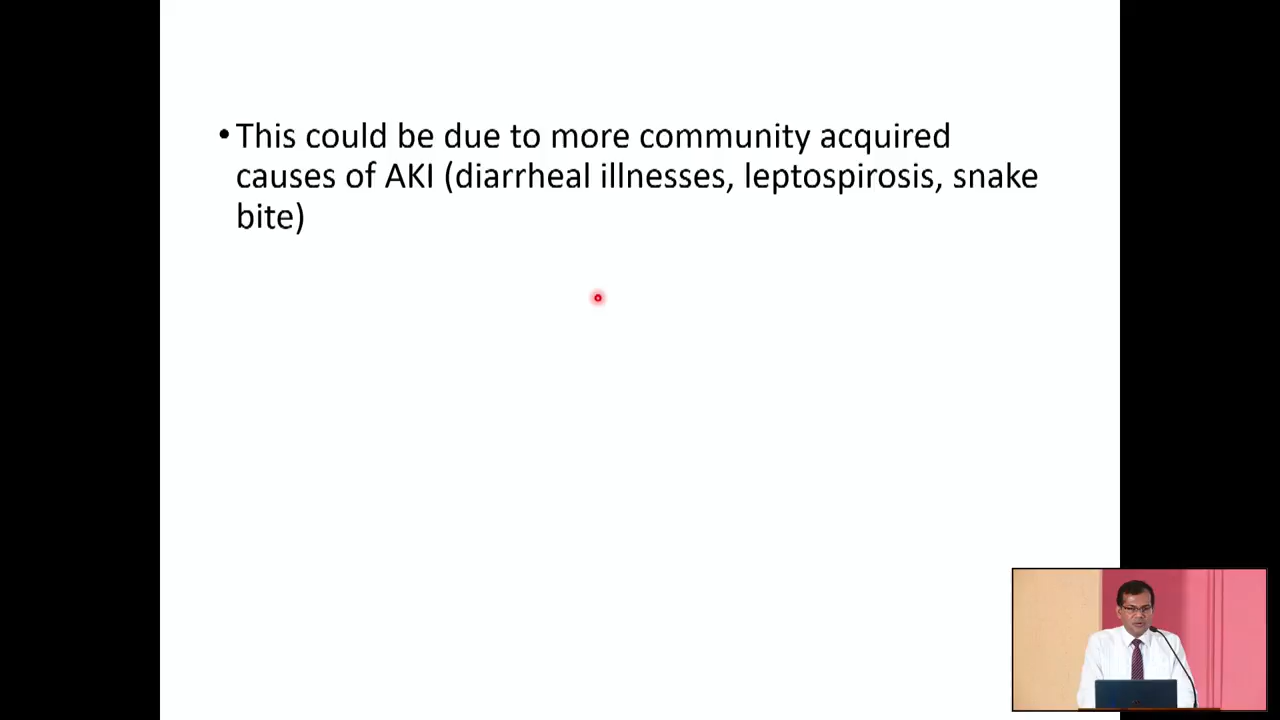 •This could be due to more community acquired
causes of AKI (diarrheal illnesses, leptospirosis, snake
bite)